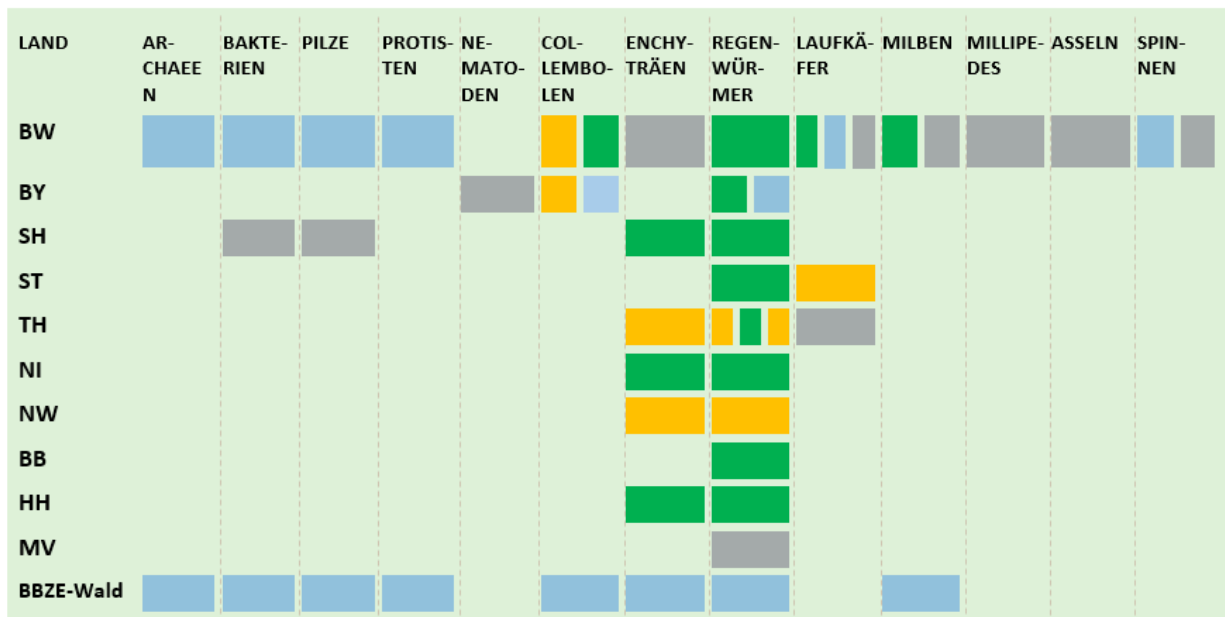 LAND AR- BAKTE- PILZE PROTIS- NE- COL- ENCHY- REGEN- LAUFKÄ- MILBEN MILLIPE- ASSELN SPIN-
CHAEE RIEN TEN MATO- LEMBO- TRÄEN WÜR- FER DES NEN
N DEN LEN MER
BW
BY
SH
ST
TH
NI
NW
BB
HH
MV
BBZE-Wald